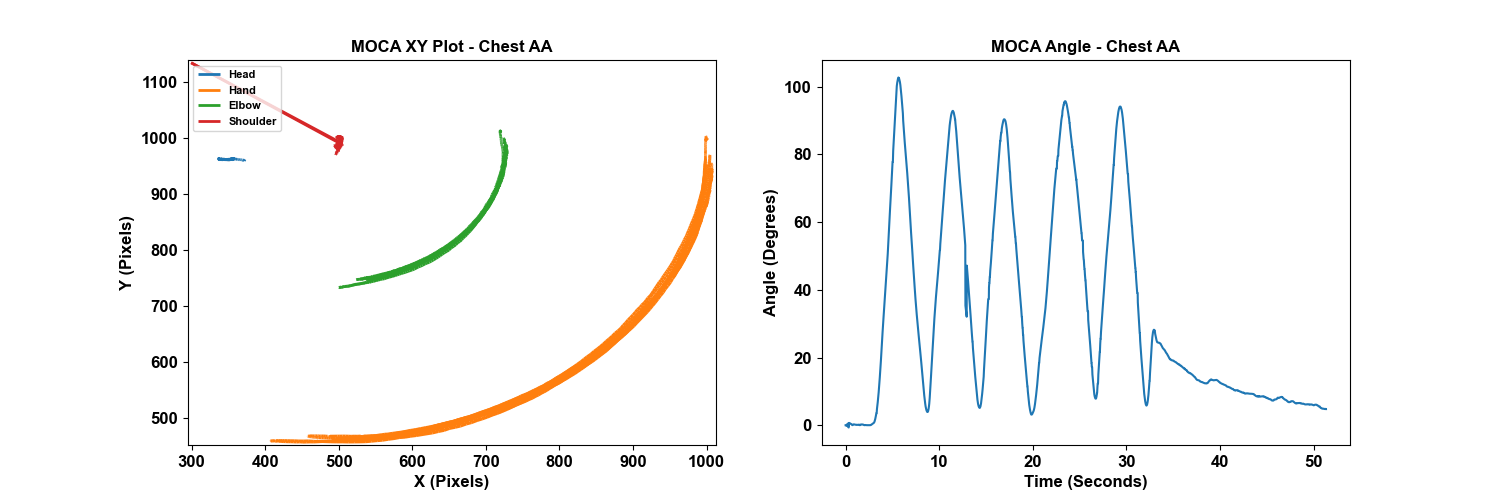 MOCA XY Plot - Chest AA
Head
Hand
Elbow
Shoulder
1100
1000
900
800
700
600
500
Y (Pixels)
300 400 500 600 700 800 900 1000
X (Pixels)
MOCA Angle - Chest AA
100
80
60
40
20
0
Angle (Degrees)
0 10 20 30 40 50
Time (Seconds)